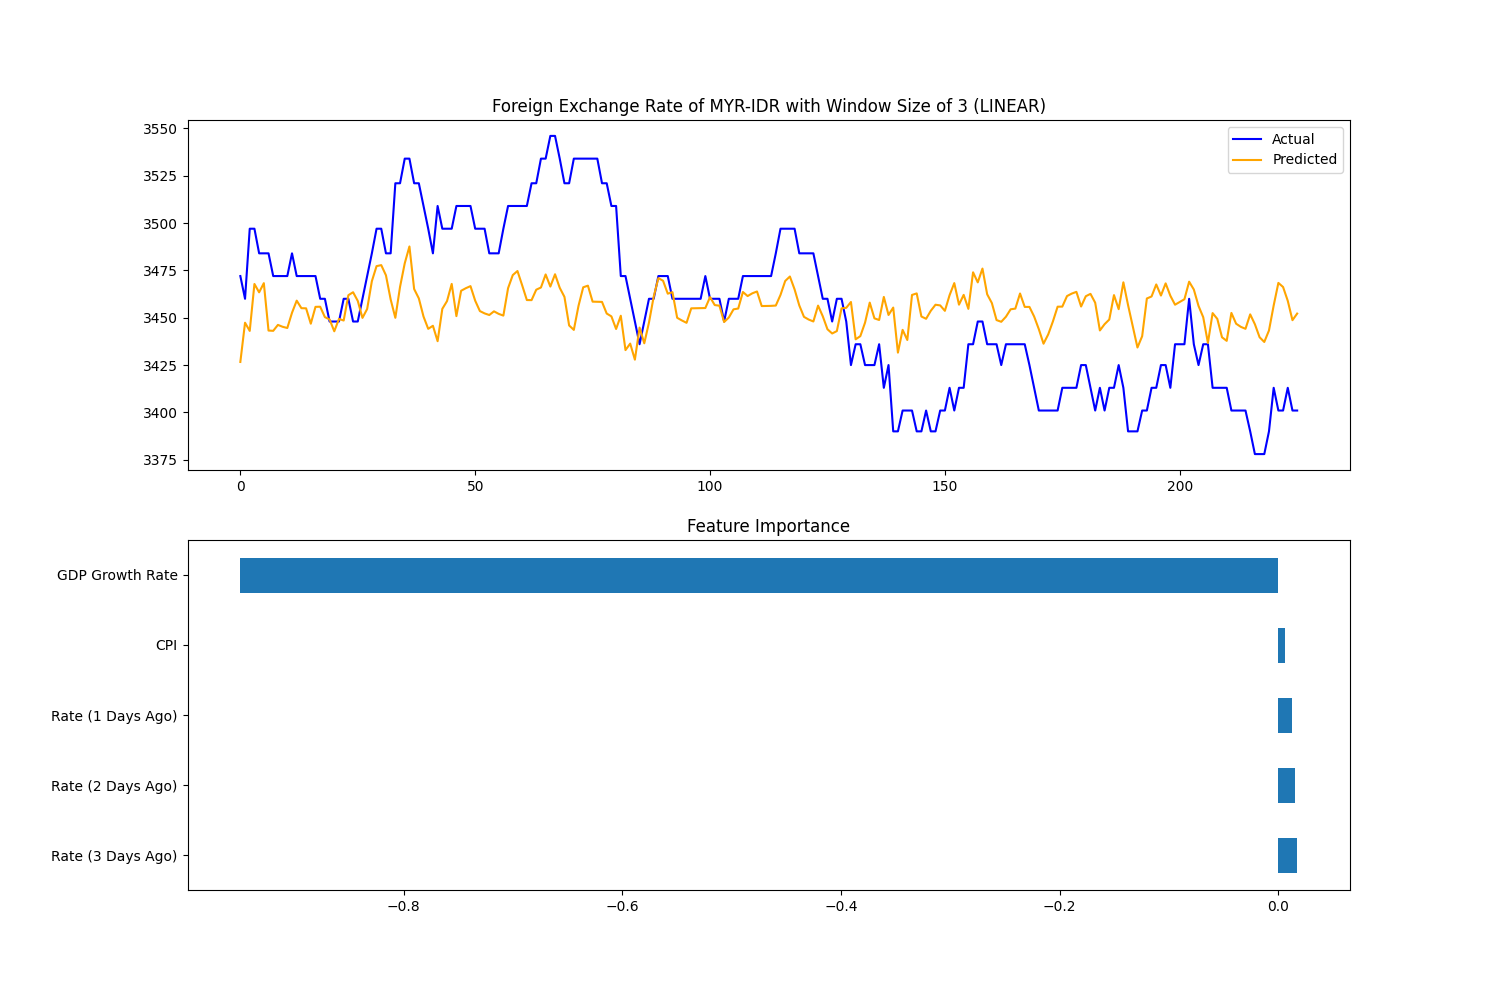 Foreign Exchange Rate of MYR-IDR with Window Size of 3 (LINEAR)
3550
3525
3500
3475
3450
3425
3400
3375
Actual
Predicted
0
50
100
150
200
Feature Importance
GDP Growth Rate
CPI
Rate (1 Days Ago)
Rate (2 Days Ago)
Rate (3 Days Ago)
−0.8
−0.6
−0.4
−0.2
0.0